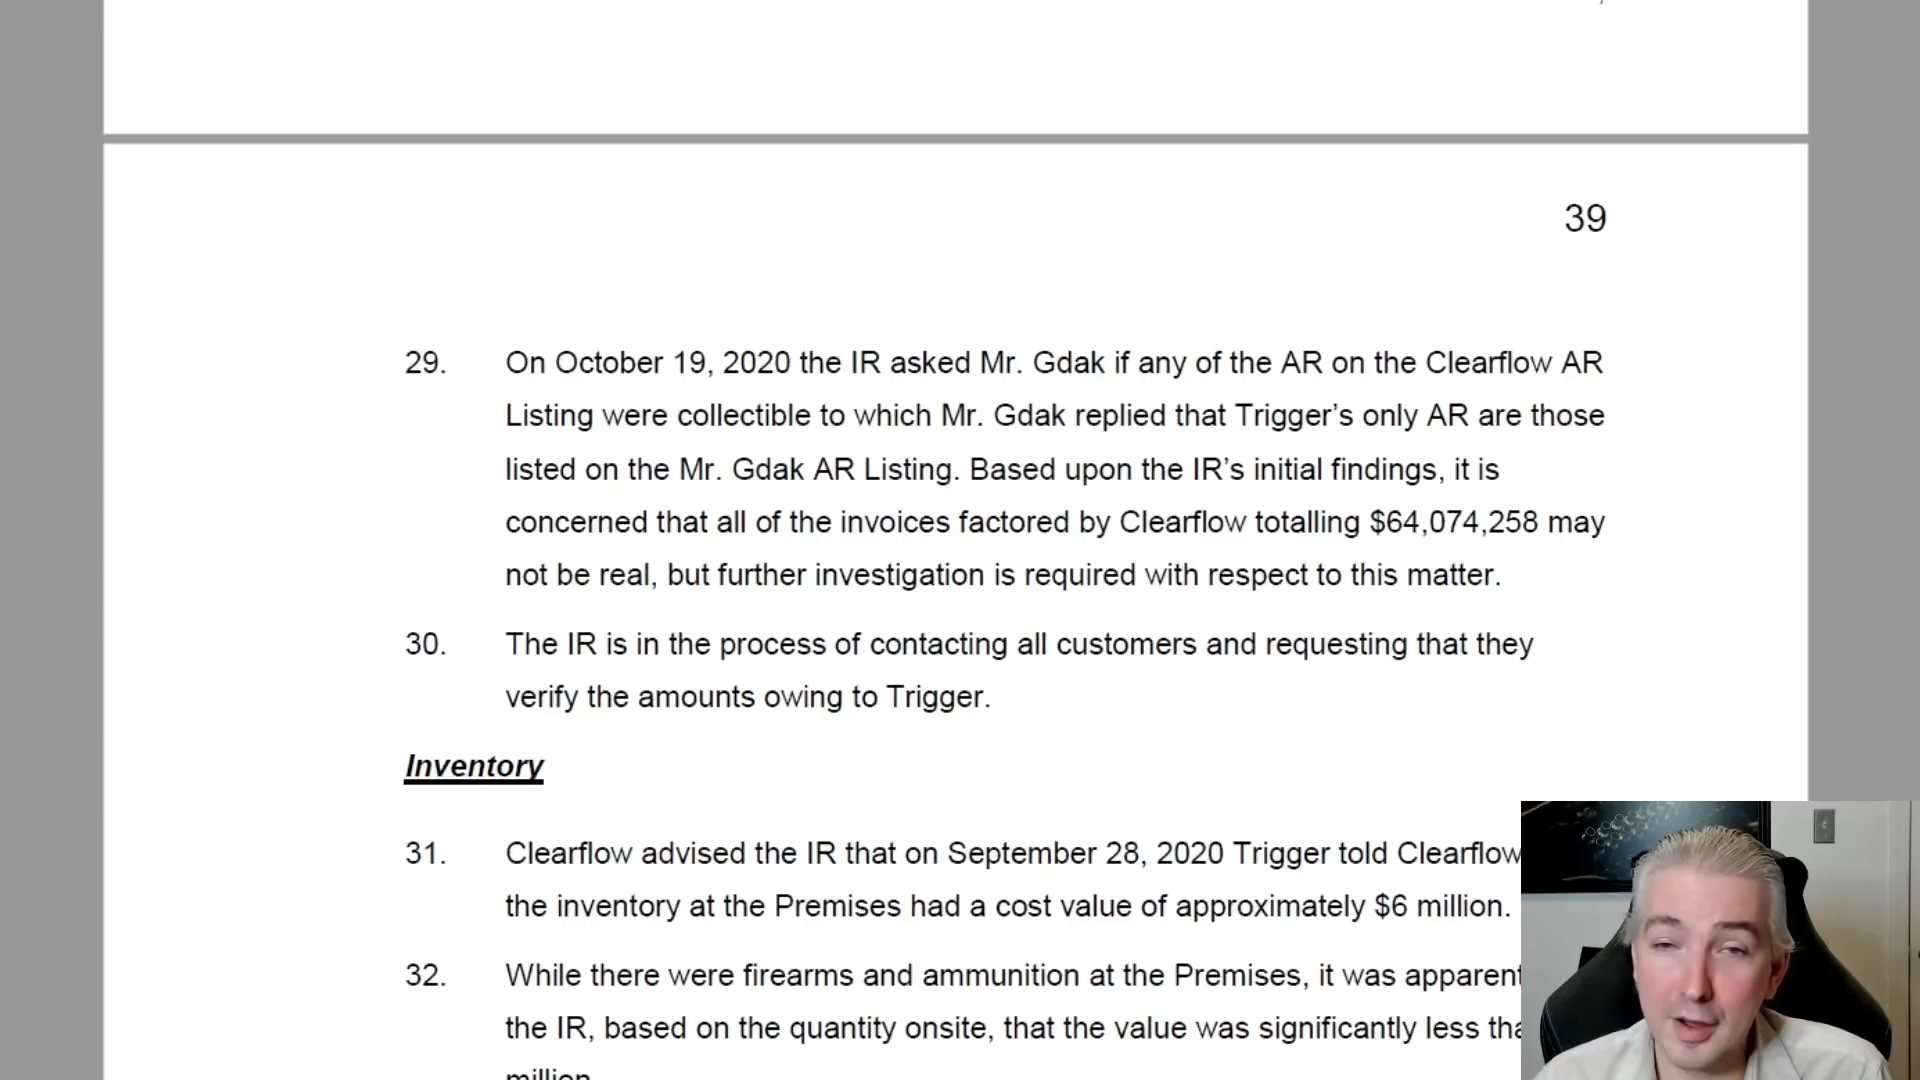 39
29. On October 19, 2020 the IR asked Mr. Gdak if any of the AR on the Clearflow AR
Listing were collectible to which Mr. Gdak replied that Trigger's only AR are those
listed on the Mr. Gdak AR Listing. Based upon the IR's initial findings, it is
concerned that all of the invoices factored by Clearflow totalling $64,074,258 may
not be real, but further investigation is required with respect to this matter.
30. The IR is in the process of contacting all customers and requesting that they
verify the amounts owing to Trigger.
Inventory
31. Clearflow advised the IR that on September 28, 2020 Trigger told Clearflow
the inventory at the Premises had a cost value of approximately $6 million.
32. While there were firearms and ammunition at the Premises, it was apparent
the IR, based on the quantity onsite, that the value was significantly less
million